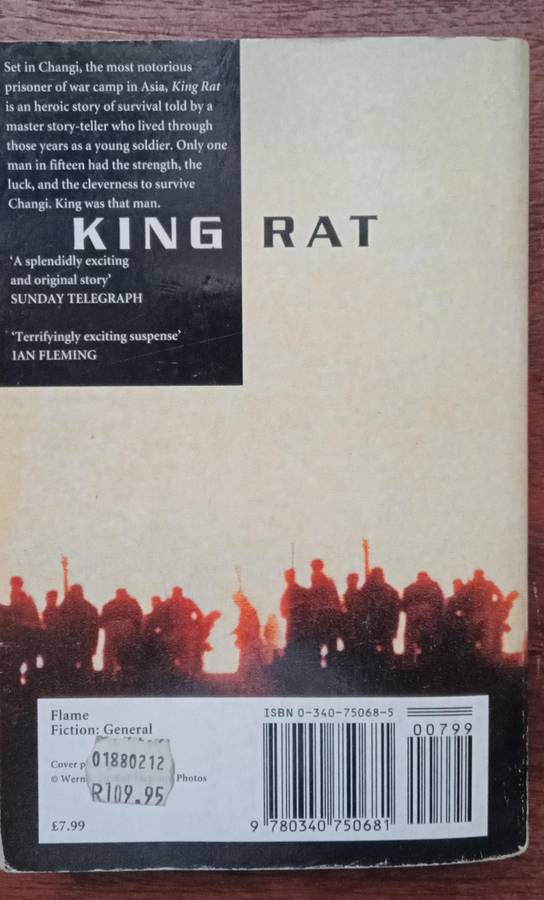 Set in Changi, the most notorious
prisoner of war camp in Asia, King Rat
is an heroic story of survival told by a
master story-teller who lived through
those years as a young soldier. Only one
man in fifteen had the strength, the
luck, and the cleverness to survive
Changi. King was that man.
KING RAT
'A splendidly exciting
and original story'
SUNDAY TELEGRAPH
'Terrifyingly exciting suspense'
IAN FLEMING
Flame
Fiction: General
Cover
©
Photos
01880212
R109.95
£7.99
ISBN 0-340-75068-5
00799
9 780340 750681